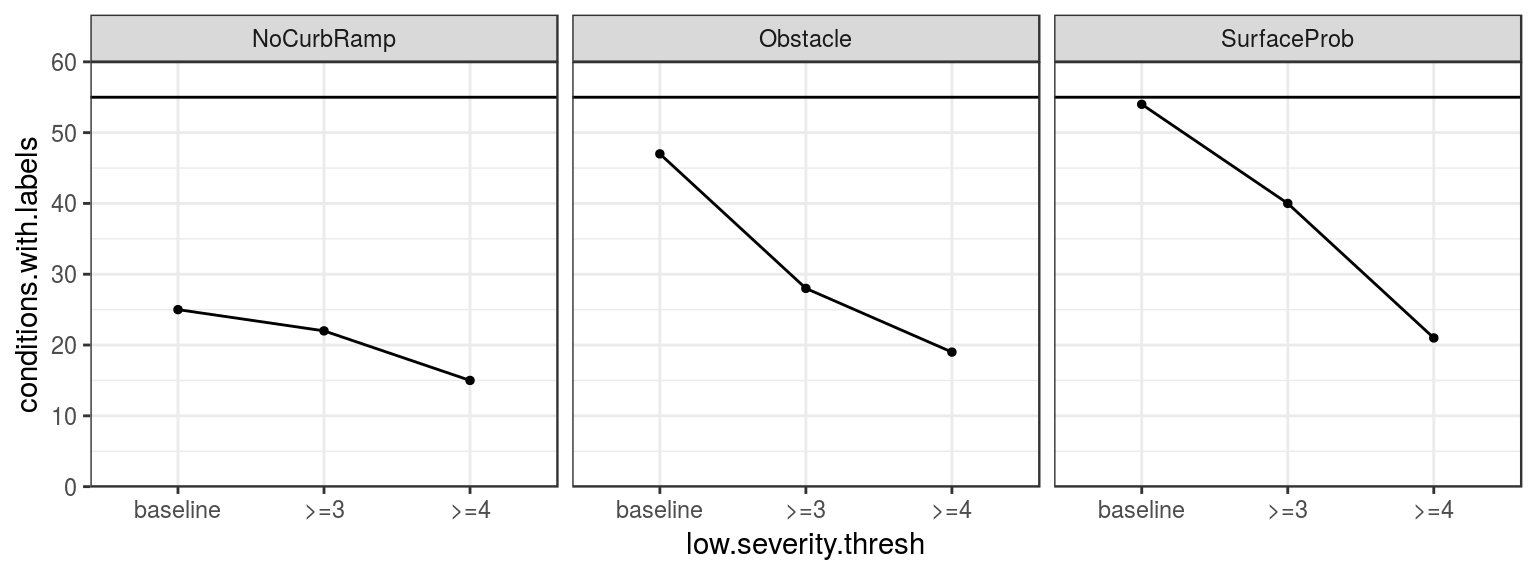 NoCurbRamp Obstacle SurfaceProb
60
50
40
30
20
10
0
conditions.with.labels
baseline >=3 >=4 baseline >=3 >=4 baseline >=3 >=4
low.severity.thresh